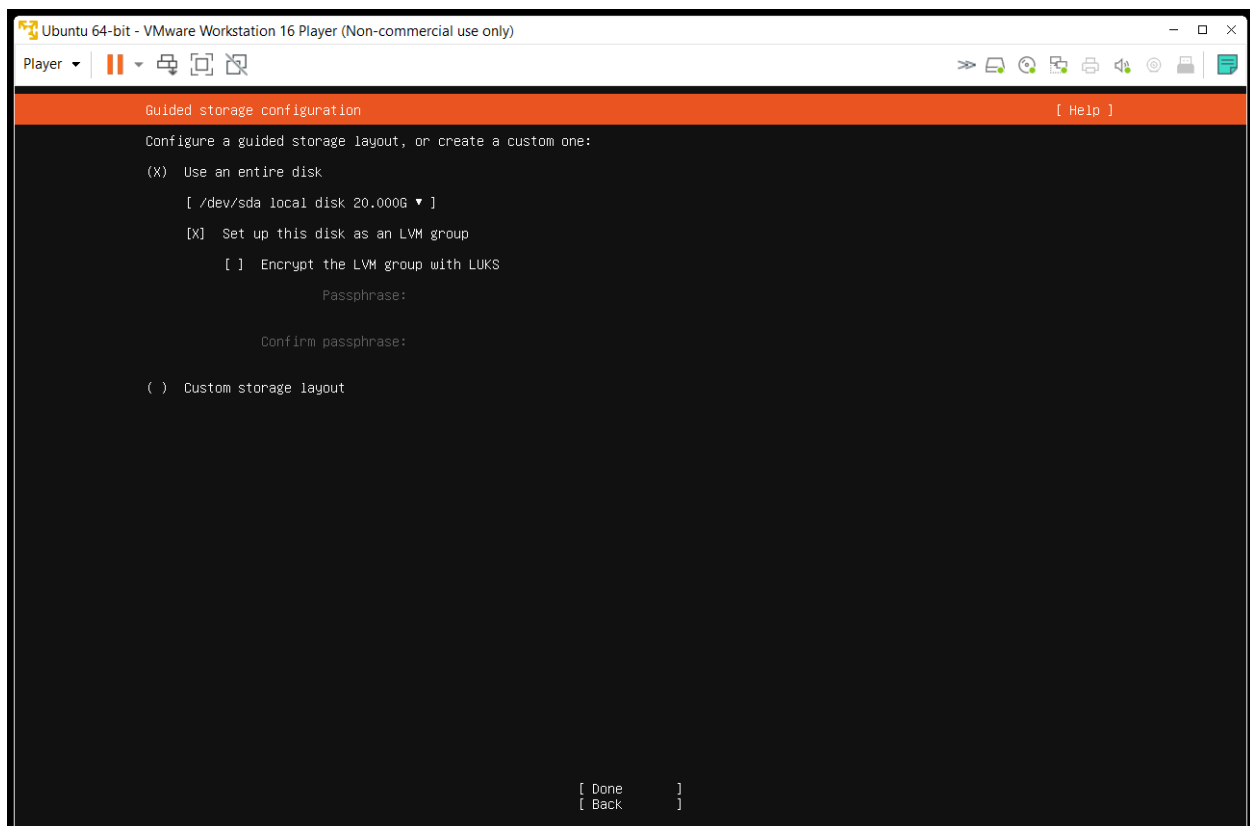 Ubuntu 64-bit - VMware Workstation 16 Player (Non-commercial use only)
Player
Guided storage configuration [ Help ]
Configure a guided storage layout, or create a custom one:
(X) Use an entire disk
[ /dev/sda local disk 20.000G ▾ ]
[X] Set up this disk as an LVM group
[ ] Encrypt the LVM group with LUKS
Passphrase:
Confirm passphrase:
( ) Custom storage layout
[ Done ]
[ Back ]